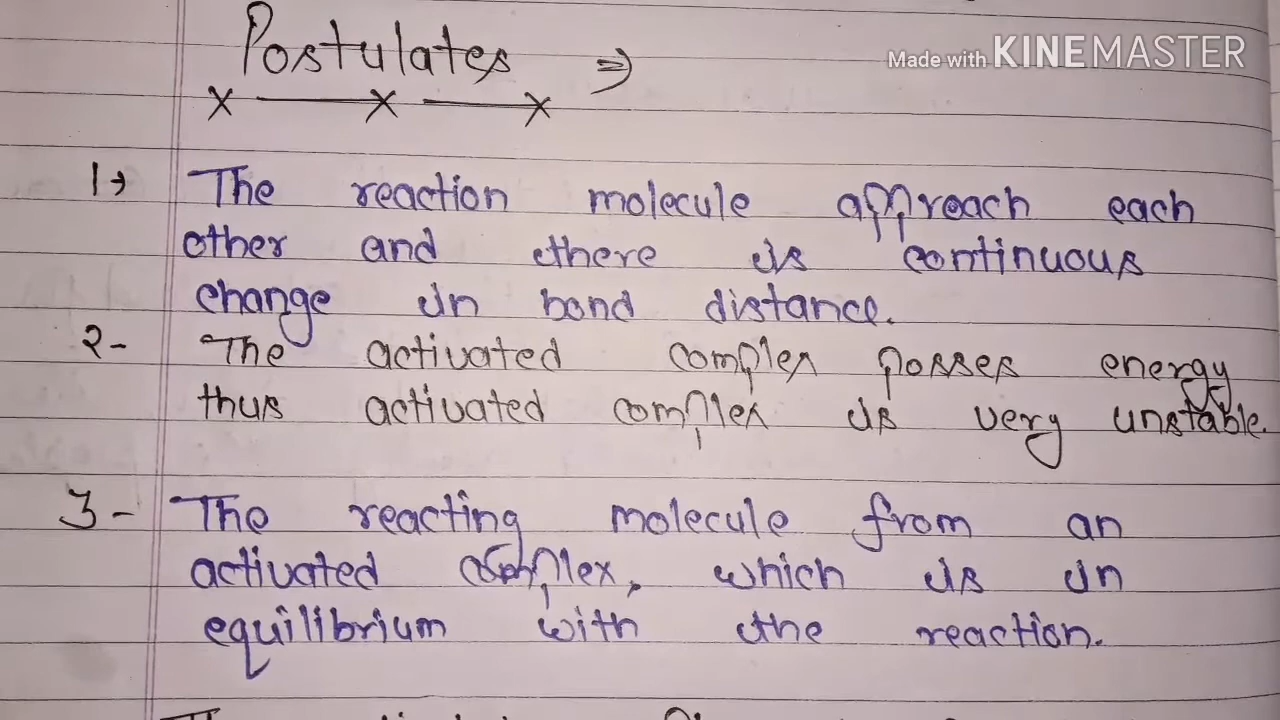 Made with KINEMASTER
Postulates ⇒
x — x — x
1→ The reaction molecule approach each
other and there is continuous
change in bond distance.
2- The activated complex posses energy
thus activated complex is very unstable.
3- The reacting molecule from an
activated complex, which is in
equilibrium with the reaction.